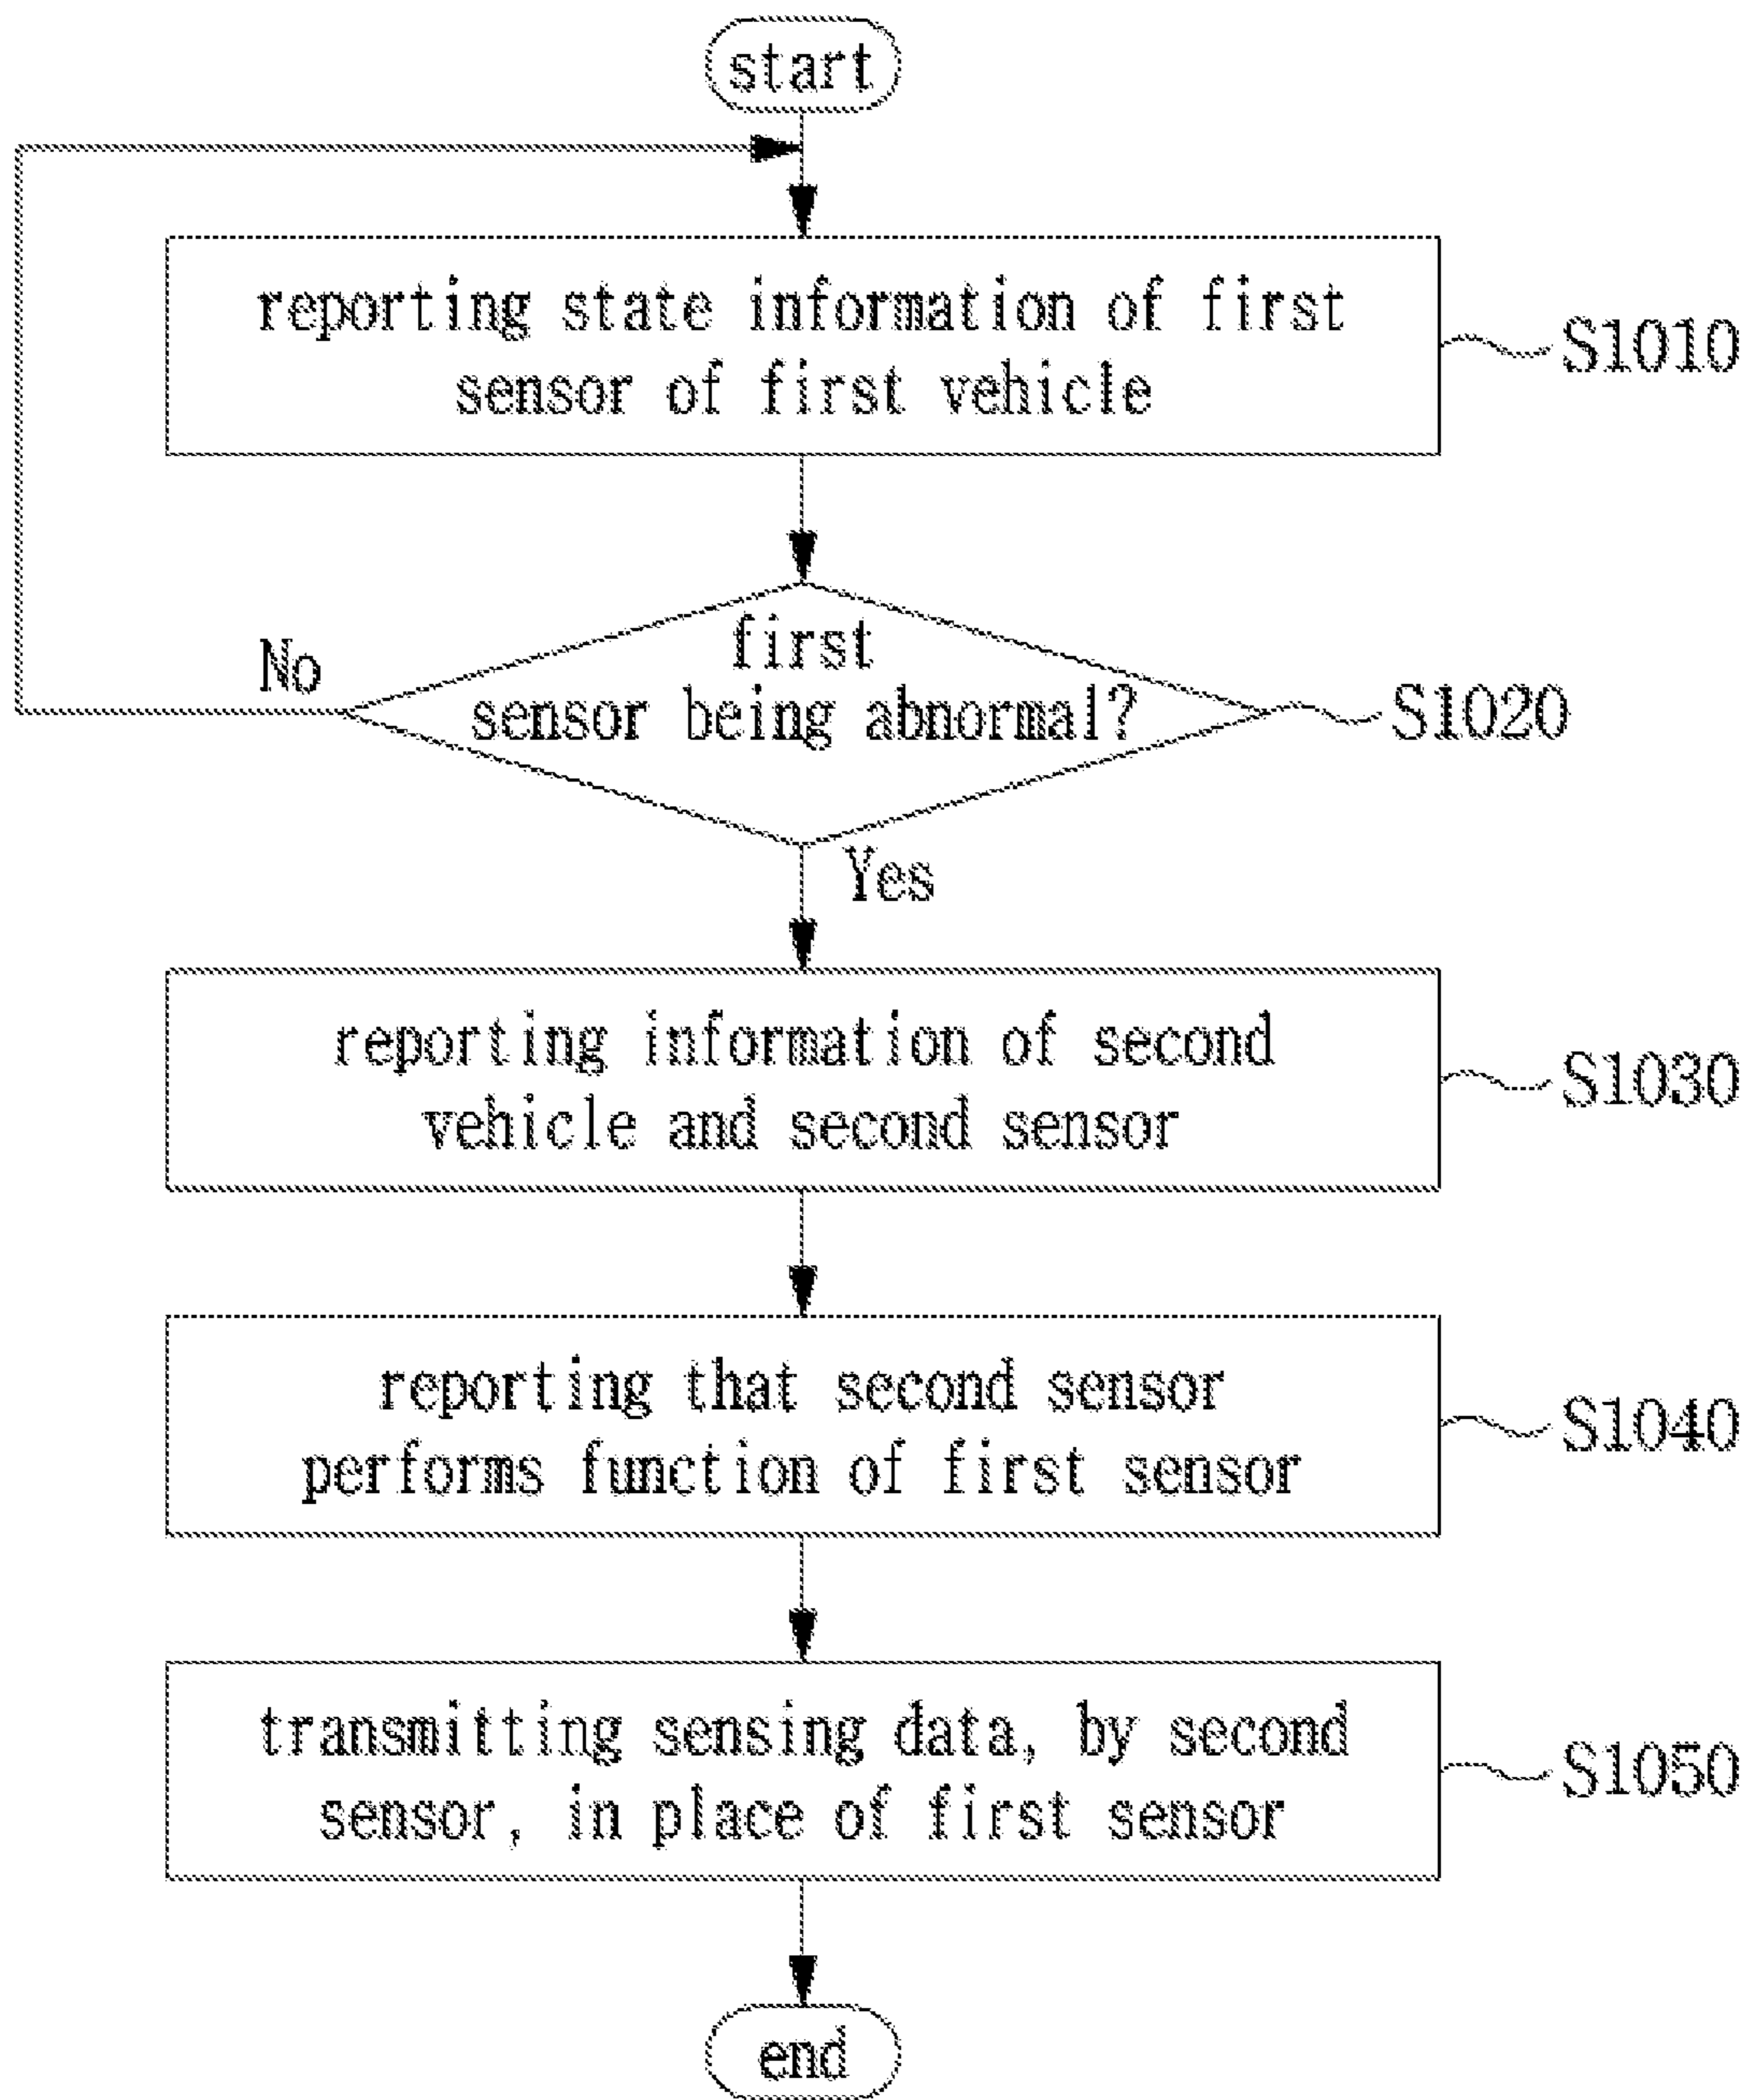 start
reporting state information of first
sensor of first vehicle
S1010
first
sensor being abnormal?
No
S1020
Yes
reporting information of second
vehicle and second sensor
S1030
reporting that second sensor
performs function of first sensor
S1040
transmitting sensing data, by second
sensor, in place of first sensor
S1050
end